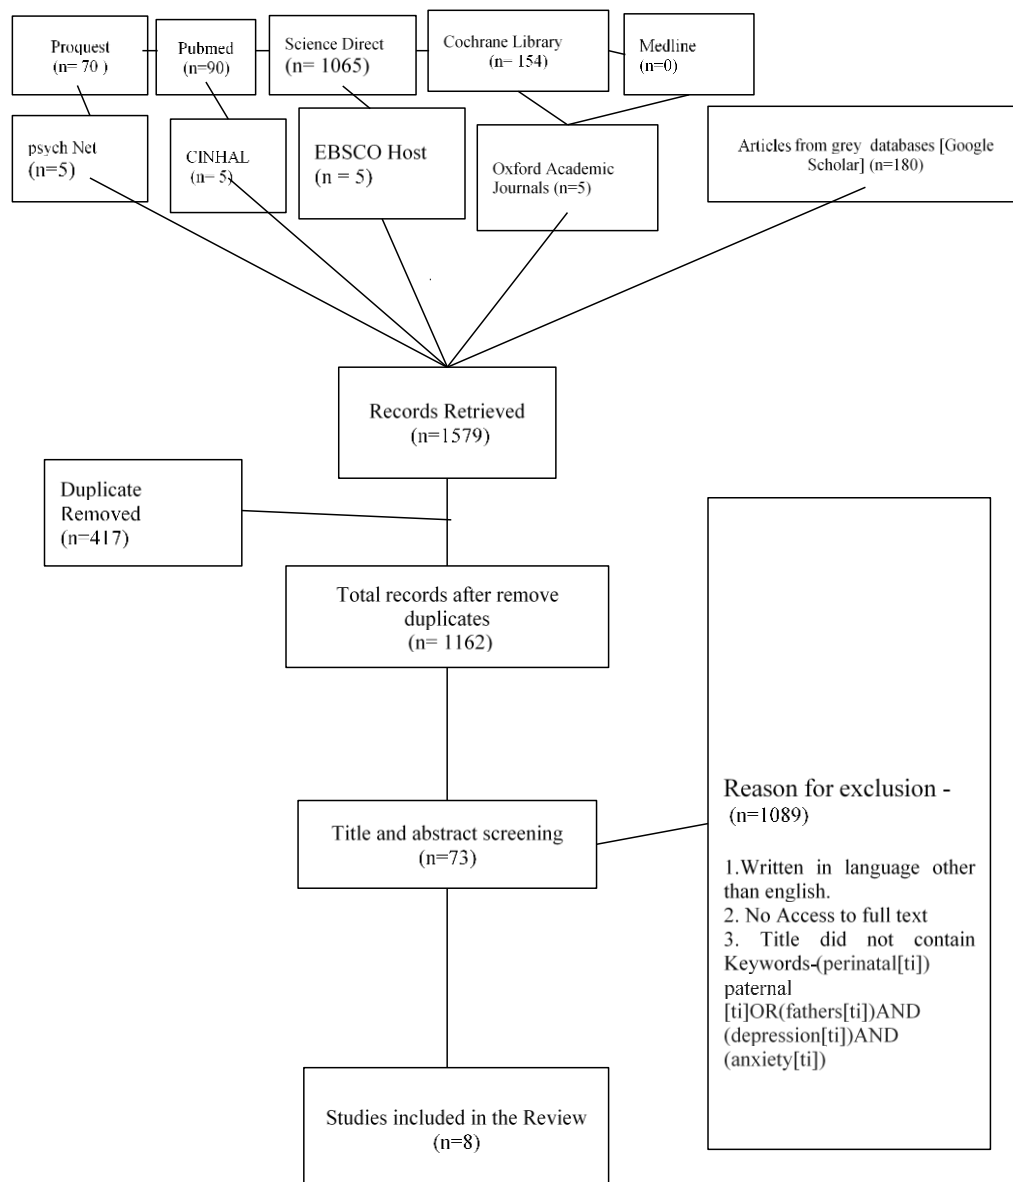 Proquest
(n= 70 )
Pubmed
(n=90)
Science Direct
(n= 1065)
Cochrane Library
(n= 154)
Medline
(n=0)
psych Net
(n=5)
CINHAL
(n= 5)
EBSCO Host
(n = 5)
Oxford Academic
Journals (n=5)
Articles from grey databases [Google
Scholar] (n=180)
Records Retrieved
(n=1579)
Duplicate
Removed
(n=417)
Total records after remove
duplicates
(n= 1162)
Title and abstract screening
(n=73)
Reason for exclusion -
(n=1089)
1.Written in language other
than english.
2. No Access to full text
3. Title did not contain
Keywords-(perinatal[ti])
paternal
[ti]OR(fathers[ti])AND
(depression[ti])AND
(anxiety[ti])
Studies included in the Review
(n=8)